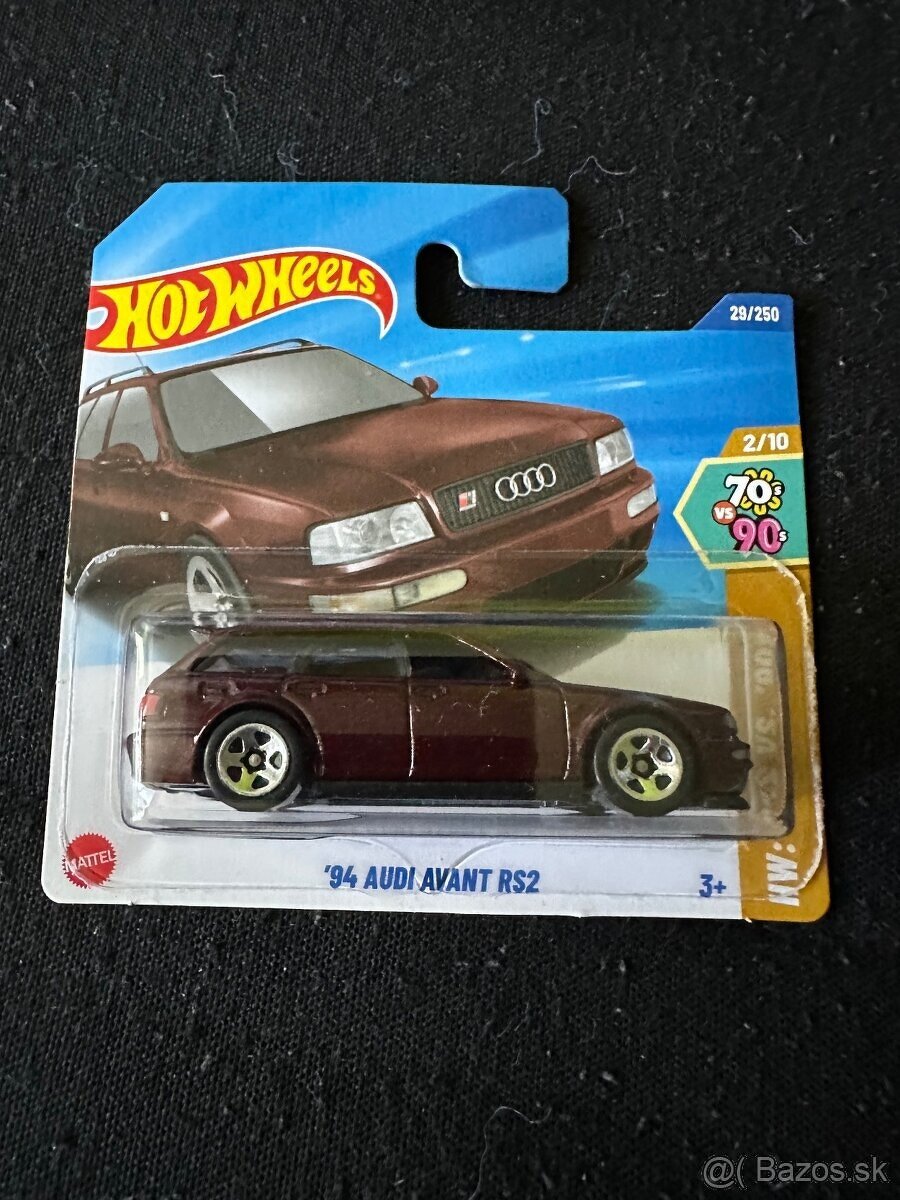 HOT WHEELS
29/250
2/10
70s
VS
90s
MATTEL
'94 AUDI AVANT RS2
3+
HW:
@( Bazos.sk